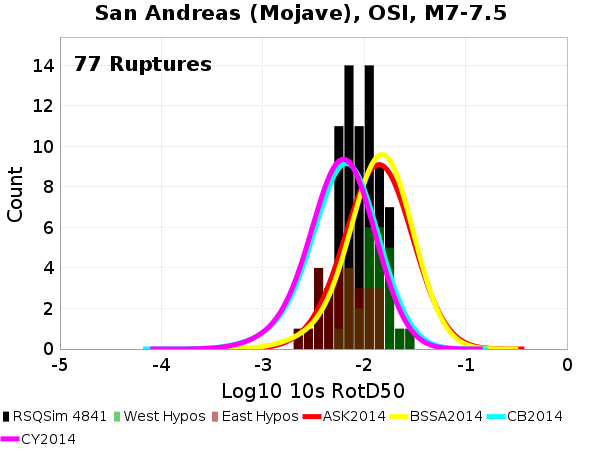 San Andreas (Mojave), OSI, M7-7.5
77 Ruptures
Count
14
12
10
8
6
4
2
0
-5
-4
-3
-2
-1
0
Log10 10s RotD50
RSQSim 4841 West Hypos East Hypos ASK2014 BSSA2014 CB2014
CY2014